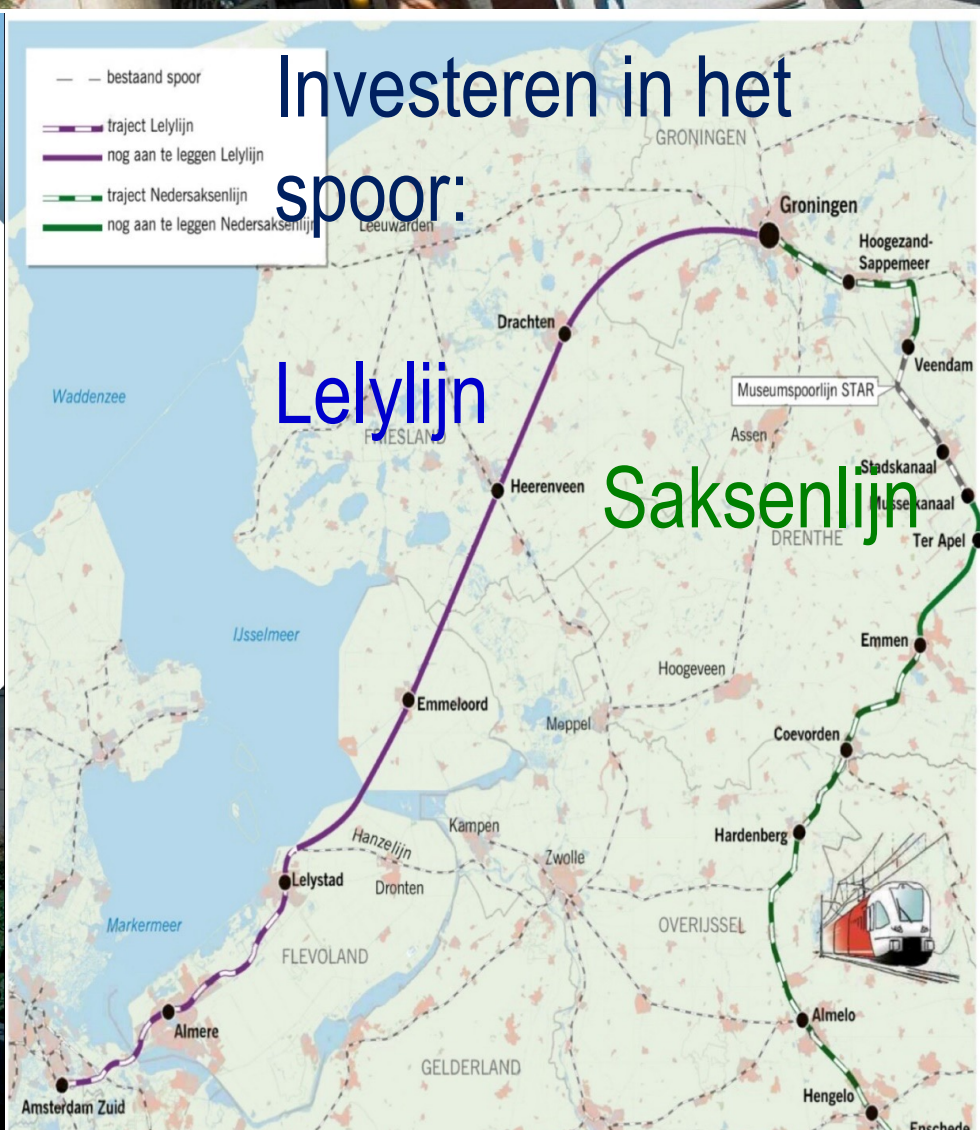 bestaand spoor
traject Lelylijn
nog aan te leggen Lelylijn
traject Nedersaksenlijn
nog aan te leggen Nedersaksenlijn
Investeren in het
spoor:
GRONINGEN
Groningen
Leeuwarden
Hoogezand-
Sappemeer
Drachten
Veendam
Lelylijn
Museumspoorlijn STAR
Waddenzee
FRIESLAND
Assen
Stadskanaal
Heerenveen
Saksenlijn
Musselkanaal
DRENTHE
Ter Apel
IJsselmeer
Emmen
Hoogeveen
Emmeloord
Meppel
Coevorden
Kampen
Hardenberg
Hanzelijn
Zwolle
Lelystad
Dronten
Markermeer
OVERIJSSEL
FLEVOLAND
Almelo
Almere
GELDERLAND
Hengelo
Amsterdam Zuid
Enschede